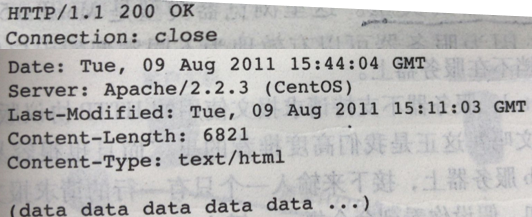 HTTP/1.1 200 OK
Connection: close
Date: Tue, 09 Aug 2011 15:44:04 GMT
Server: Apache/2.2.3 (CentOS)
Last-Modified: Tue, 09 Aug 2011 15:11:03 GMT
Content-Length: 6821
Content-Type: text/html
(data data data data data ...)